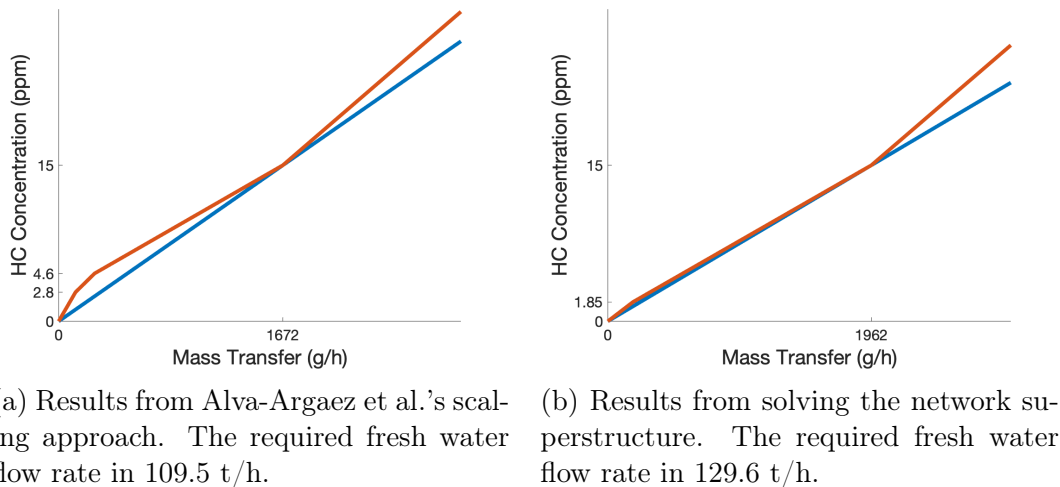 HC Concentration (ppm)
15
4.6
2.8
0
0
1672
Mass Transfer (g/h)
HC Concentration (ppm)
15
1.85
0
0
1962
Mass Transfer (g/h)
a) Results from Alva-Argaez et al.'s scal-
ng approach. The required fresh water
low rate in 109.5 t/h.
(b) Results from solving the network su-
perstructure. The required fresh water
flow rate in 129.6 t/h.